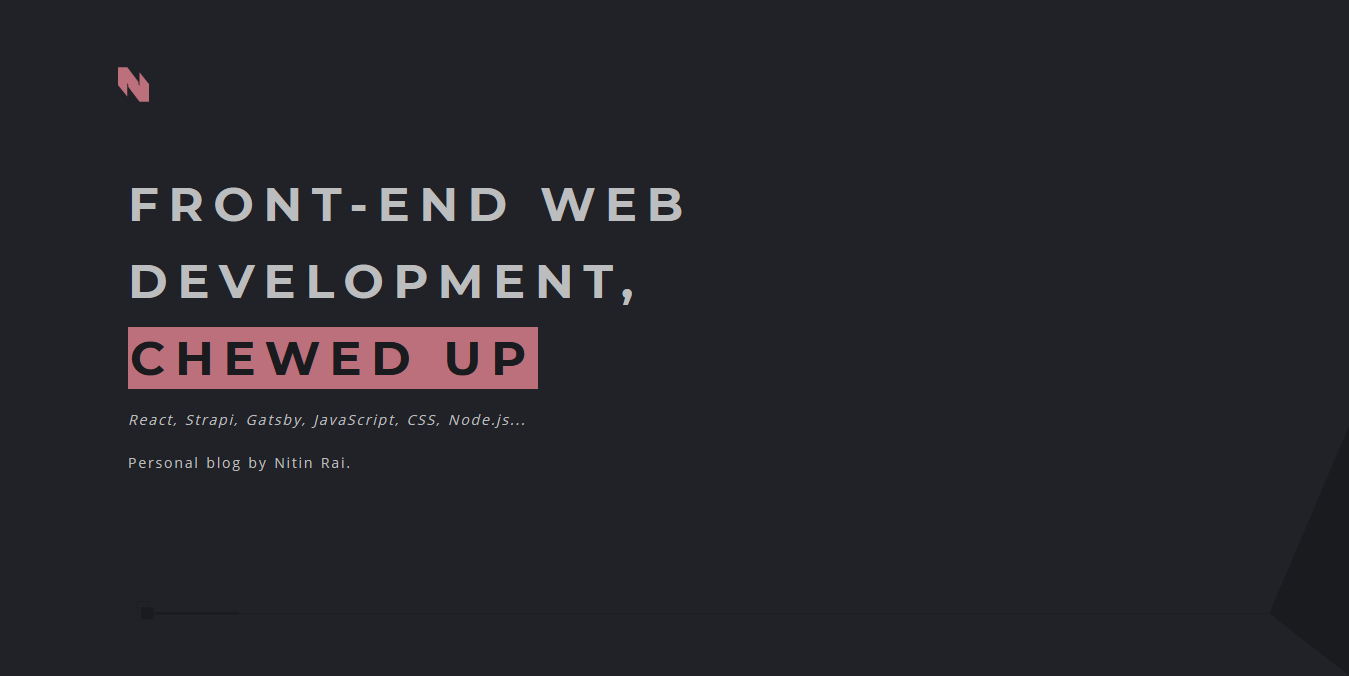 FRONT-END WEB
DEVELOPMENT,
CHEWED UP
React, Strapi, Gatsby, JavaScript, CSS, Node.js...
Personal blog by Nitin Rai.